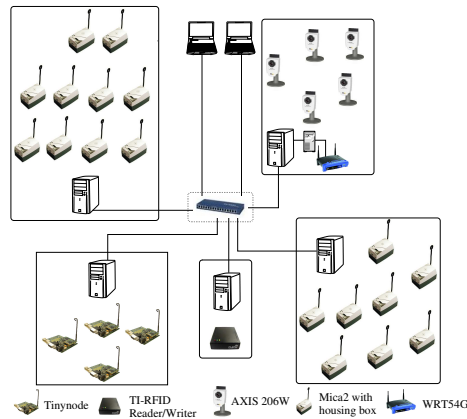 Tinynode
TI-RFID
Reader/Writer
AXIS 206W
Mica2 with
housing box
WRT54G